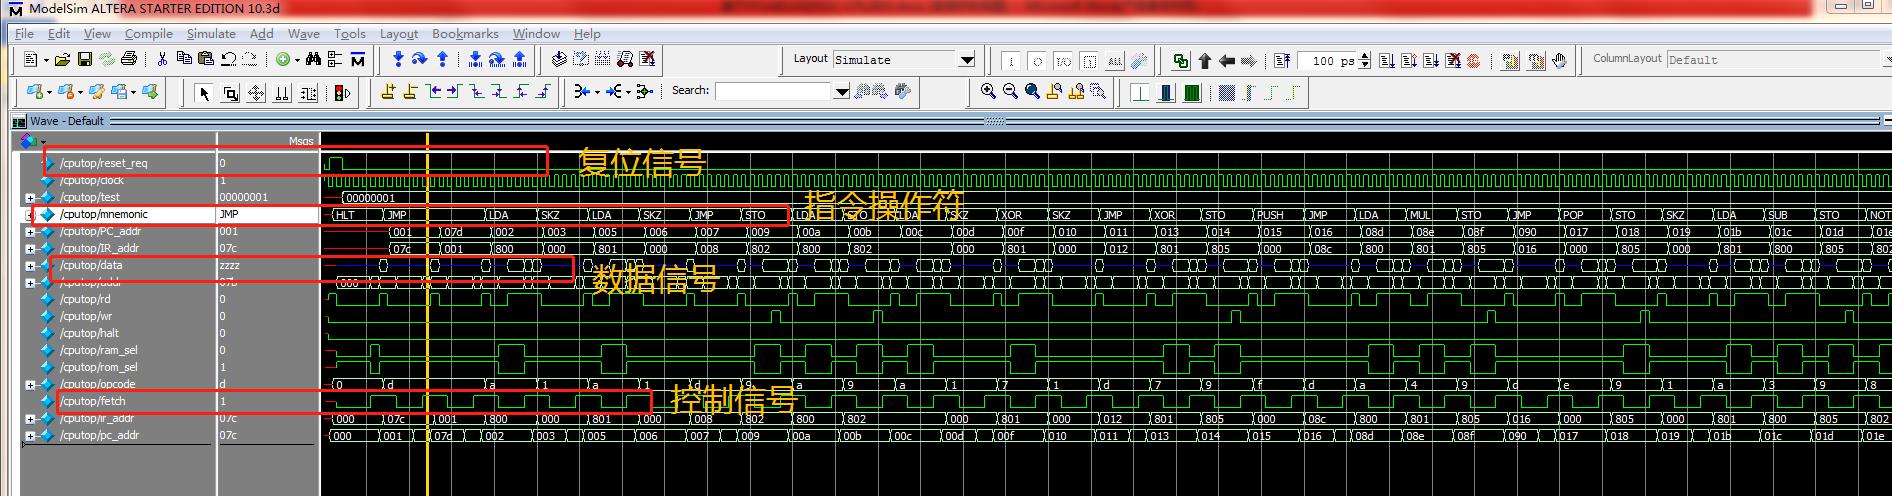 ModelSim ALTERA STARTER EDITION 10.3d
File Edit View Compile Simulate Add Wave Tools Layout Bookmarks Window Help
Layout Simulate
100 ps
ColumnLayout Default
Search:
Wave - Default
Msgs
/cputop/reset_req 0
复位信号
/cputop/clock 1
/cputop/test 00000001 00000001
指令操作符
/cputop/mnemonic JMP HLT JMP LDA SKZ LDA SKZ JMP STO LDA STO LDA SKZ XOR SKZ JMP XOR STO PUSH JMP LDA MUL STO JMP POP STO SKZ LDA SUB STO NOT
/cputop/PC_addr 001 001 07d 002 003 005 006 007 009 00a 00b 00c 00d 00f 010 011 013 014 015 016 08d 08e 08f 090 017 018 019 01b 01c 01d 01e
/cputop/IR_addr 07c 07c 001 800 000 801 000 008 802 800 802 000 801 000 012 801 805 000 08c 800 801 805 016 000 805 000 801 800 805 802
/cputop/data zzzz
数据信号
/cputop/addr 07b 000
/cputop/rd 0
/cputop/wr 0
/cputop/halt 0
/cputop/ram_sel 0
/cputop/rom_sel 1
/cputop/opcode d 0 d a 1 a 1 d 9 a 9 a 1 7 1 d 7 9 f d a 4 9 d e 9 1 a 3 9 8
/cputop/fetch 1
控制信号
/cputop/ir_addr 07c 000 07c 001 800 000 801 000 008 802 800 802 000 801 000 012 801 805 000 08c 800 801 805 016 000 805 000 801 800 805 802
/cputop/pc_addr 07c 000 001 07d 002 003 005 006 007 009 00a 00b 00c 00d 00f 010 011 013 014 015 016 08d 08e 08f 090 017 018 019 01b 01c 01d 01e